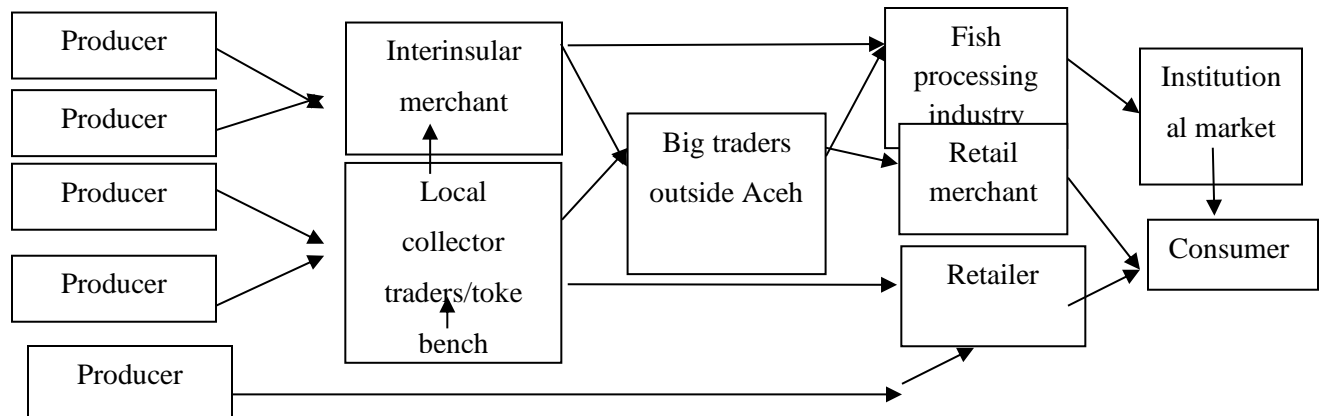 Producer
Producer
Producer
Producer
Producer
Interinsular
merchant
Local
collector
traders/toke
bench
Big traders
outside Aceh
Fish
processing
industry
Retail
merchant
Retailer
Institution
al market
Consumer